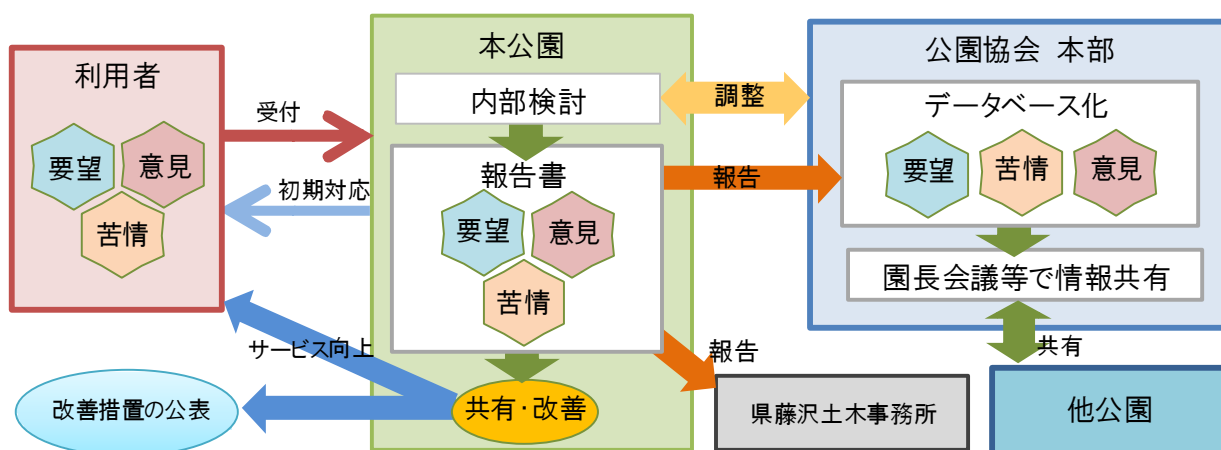 利用者
要望
意見
苦情
受付
初期対応
サービス向上
改善措置の公表
本公園
内部検討
報告書
要望
意見
苦情
共有・改善
調整
報告
報告
県藤沢土木事務所
公園協会 本部
データベース化
要望
苦情
意見
園長会議等で情報共有
共有
他公園